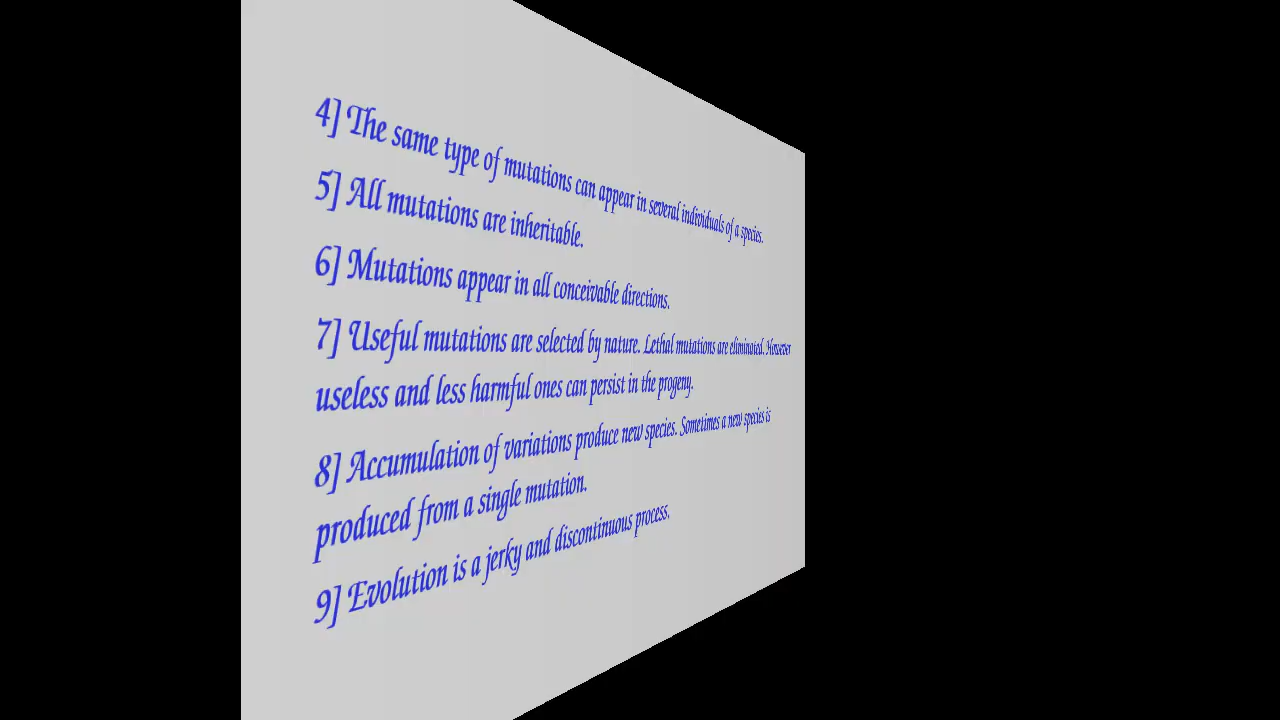 4] The same type of mutations can appear in several individuals of a species.
5] All mutations are inheritable.
6] Mutations appear in all conceivable directions.
7] Useful mutations are selected by nature. Lethal mutations are eliminated. However
useless and less harmful ones can persist in the progeny.
8] Accumulation of variations produce new species. Sometimes a new species is
produced from a single mutation.
9] Evolution is a jerky and discontinuous process.